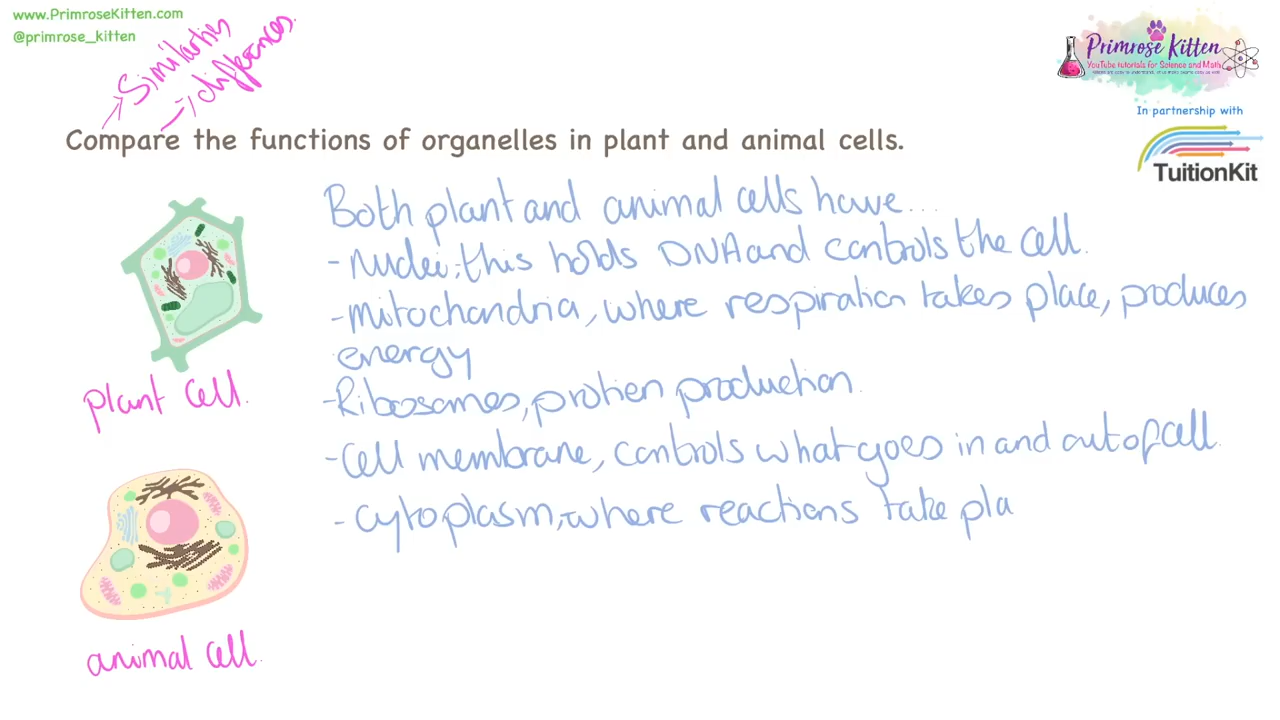 www.PrimroseKitten.com
@primrose_kitten
→ Similarities
→ differences.
Primrose Kitten
YouTube tutorials for Science and Math
In partnership with
TuitionKit
Compare the functions of organelles in plant and animal cells.
Both plant and animal cells have...
- Nuclei, this holds DNA and controls the cell.
- mitochondria, where respiration takes place, produces
energy
- Ribosomes, protien production.
- Cell membrane, controls what goes in and out of cell.
- cytoplasm, where reactions take pla
plant cell.
animal cell.